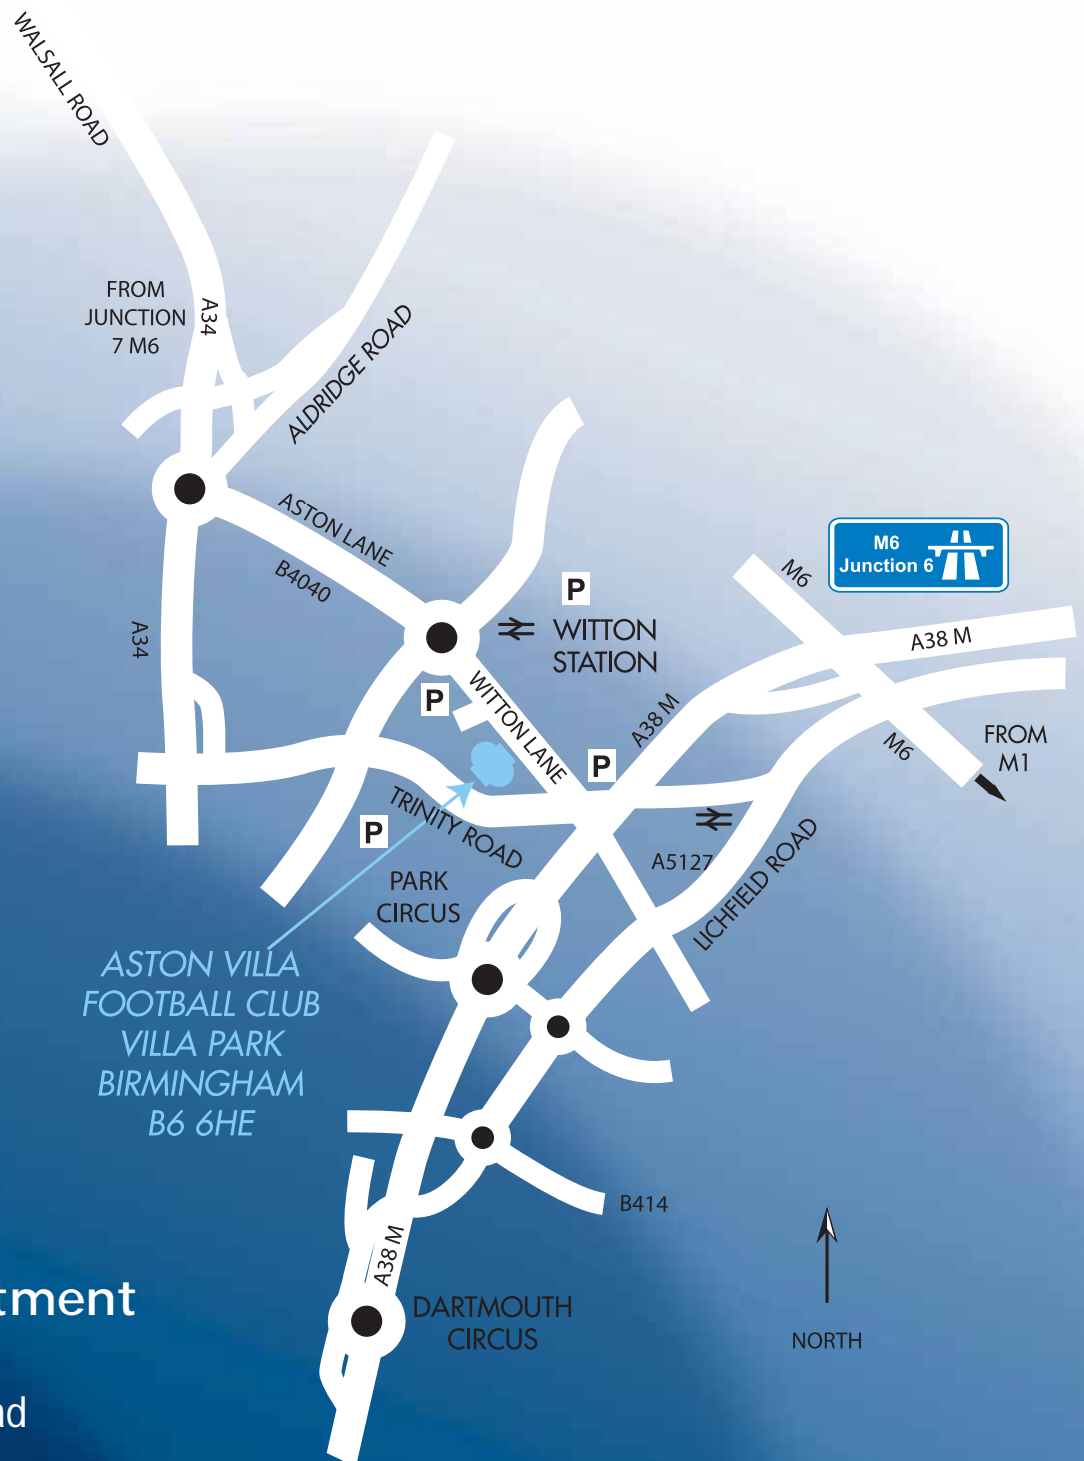 WALSALL ROAD
FROM
JUNCTION
7 M6
A34
ALDRIDGE ROAD
ASTON LANE
B4040
A34
M6
Junction 6
M6
A38 M
P
WITTON
STATION
P
WITTON LANE
A38 M
M6
FROM
M1
P
P
TRINITY ROAD
A5127
LICHFIELD ROAD
PARK
CIRCUS
ASTON VILLA
FOOTBALL CLUB
VILLA PARK
BIRMINGHAM
B6 6HE
B414
A38 M
DARTMOUTH
CIRCUS
NORTH
tment